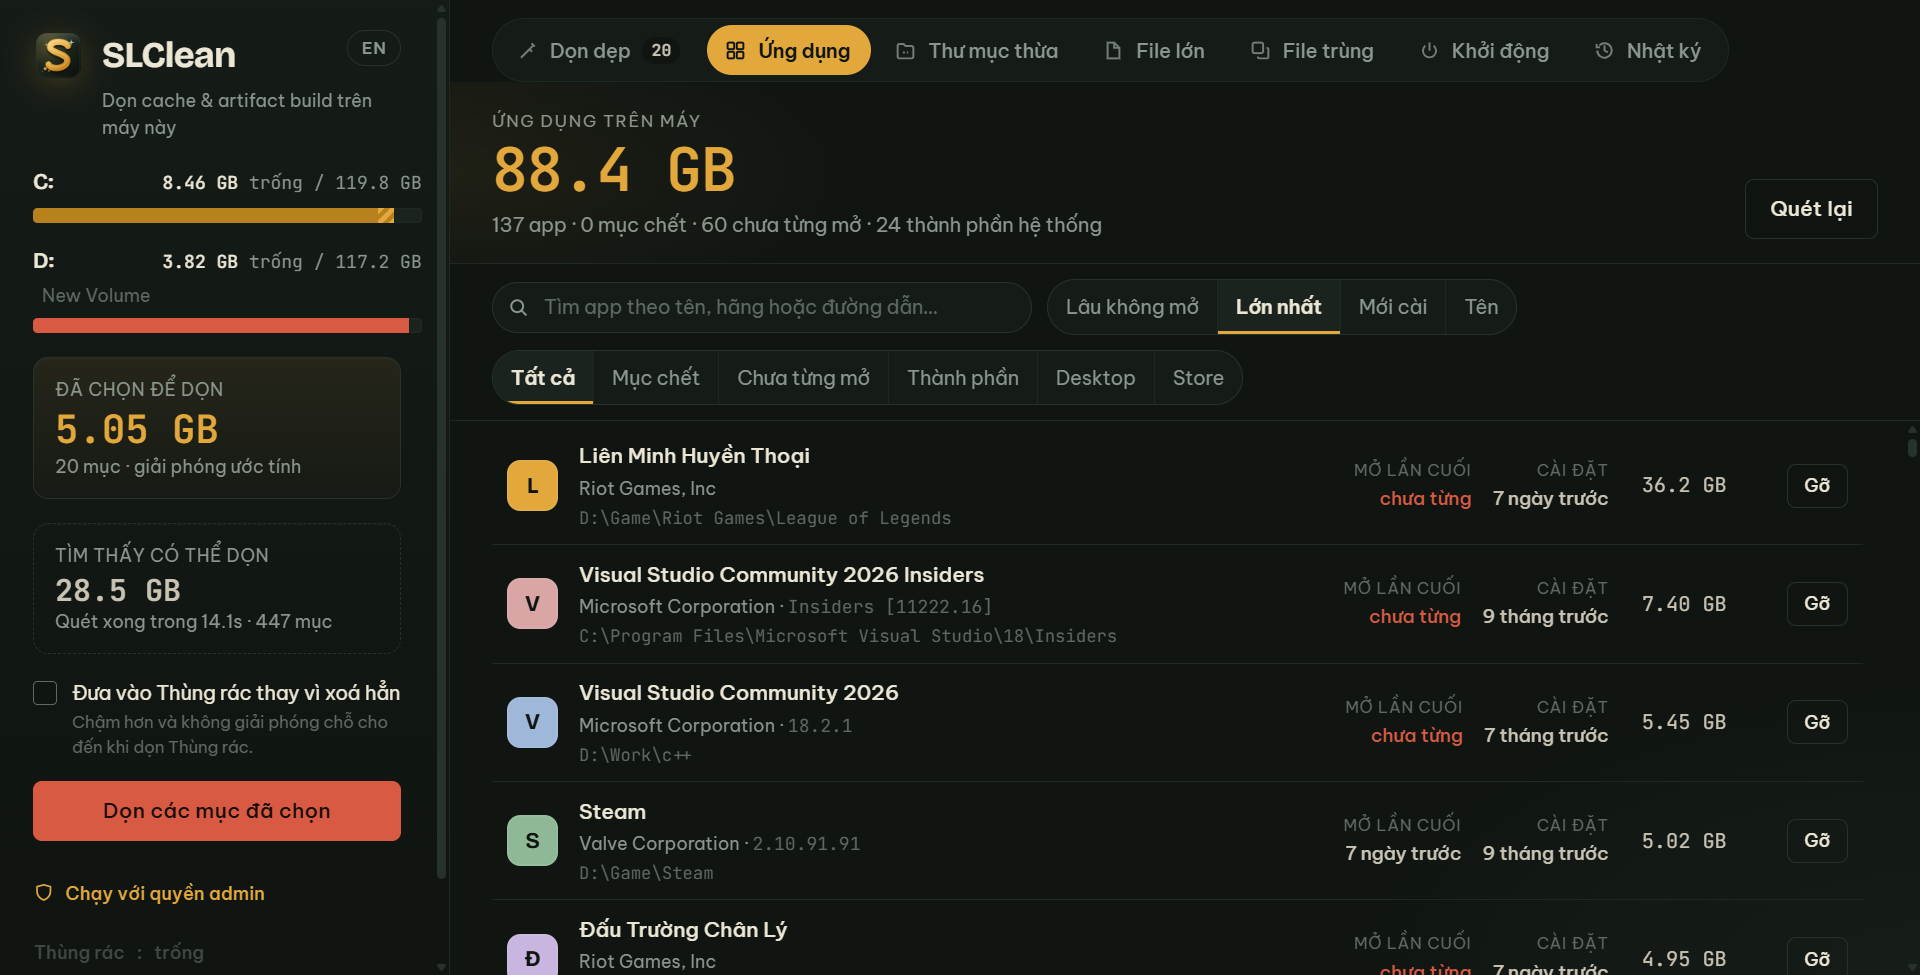 SLClean
EN
Dọn cache & artifact build trên
máy này
C:
8.46 GB trống / 119.8 GB
D:
3.82 GB trống / 117.2 GB
New Volume
ĐÃ CHỌN ĐỂ DỌN
5.05 GB
20 mục · giải phóng ước tính
TÌM THẤY CÓ THỂ DỌN
28.5 GB
Quét xong trong 14.1s · 447 mục
Đưa vào Thùng rác thay vì xoá hẳn
Chậm hơn và không giải phóng chỗ cho
đến khi dọn Thùng rác.
Dọn các mục đã chọn
Chạy với quyền admin
Thùng rác : trống
Dọn dẹp 20
Ứng dụng
Thư mục thừa
File lớn
File trùng
Khởi động
Nhật ký
ỨNG DỤNG TRÊN MÁY
88.4 GB
137 app · 0 mục chết · 60 chưa từng mở · 24 thành phần hệ thống
Quét lại
Tìm app theo tên, hãng hoặc đường dẫn...
Lâu không mở
Lớn nhất
Mới cài
Tên
Tất cả
Mục chết
Chưa từng mở
Thành phần
Desktop
Store
L
Liên Minh Huyền Thoại
Riot Games, Inc
D:\Game\Riot Games\League of Legends
MỞ LẦN CUỐI
chưa từng
CÀI ĐẶT
7 ngày trước
36.2 GB
Gỡ
V
Visual Studio Community 2026 Insiders
Microsoft Corporation · Insiders [11222.16]
C:\Program Files\Microsoft Visual Studio\18\Insiders
MỞ LẦN CUỐI
chưa từng
CÀI ĐẶT
9 tháng trước
7.40 GB
Gỡ
V
Visual Studio Community 2026
Microsoft Corporation · 18.2.1
D:\Work\c++
MỞ LẦN CUỐI
chưa từng
CÀI ĐẶT
7 tháng trước
5.45 GB
Gỡ
S
Steam
Valve Corporation · 2.10.91.91
D:\Game\Steam
MỞ LẦN CUỐI
7 ngày trước
CÀI ĐẶT
9 tháng trước
5.02 GB
Gỡ
Đ
Đấu Trường Chân Lý
Riot Games, Inc
MỞ LẦN CUỐI
chưa từng
CÀI ĐẶT
7 ngày trước
4.95 GB
Gỡ